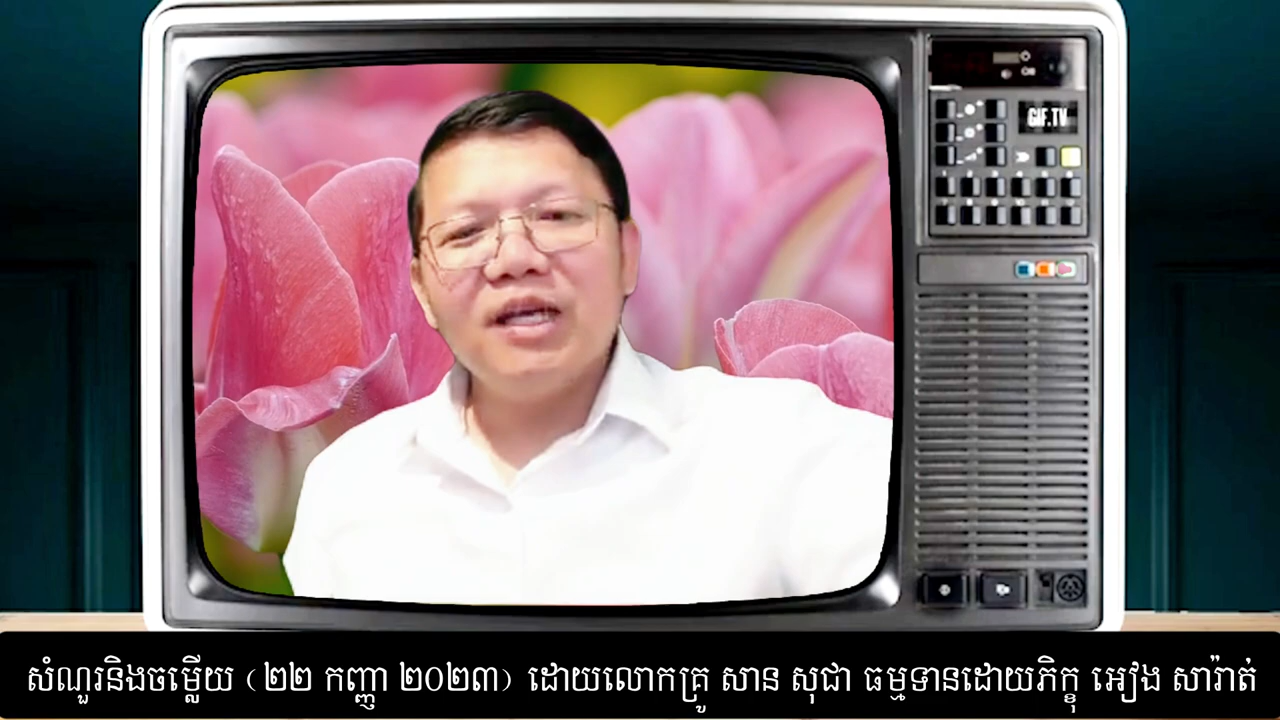 GIF.TV
សំណួរនិងចម្លើយ (២២ កញ្ញា ២០២៣) ដោយលោកគ្រូ សាន សុជា ធម្មទានដោយភិក្ខុ អៀង សារ៉ាត់